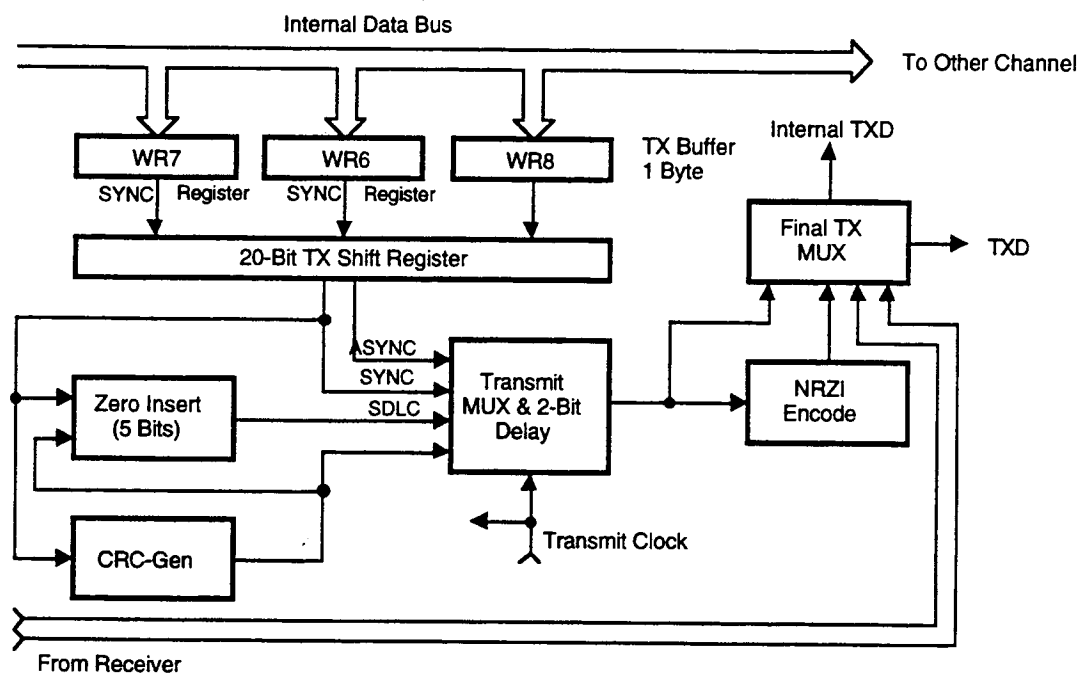 Internal Data Bus
To Other Channel
WR7
WR6
WR8
TX Buffer
1 Byte
Internal TXD
SYNC Register
SYNC Register
20-Bit TX Shift Register
Final TX
MUX
TXD
ASYNC
SYNC
SDLC
Zero Insert
(5 Bits)
Transmit
MUX & 2-Bit
Delay
NRZI
Encode
CRC-Gen
Transmit Clock
From Receiver